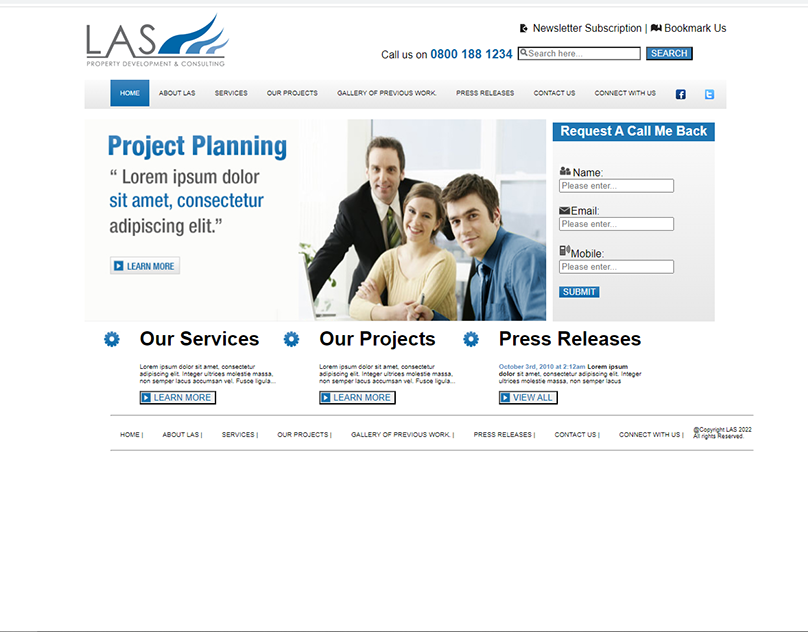 LAS
PROPERTY DEVELOPMENT & CONSULTING
Newsletter Subscription | Bookmark Us
Call us on 0800 188 1234 Search here... SEARCH
HOME ABOUT LAS SERVICES OUR PROJECTS GALLERY OF PREVIOUS WORK. PRESS RELEASES CONTACT US CONNECT WITH US f t
Project Planning
“ Lorem ipsum dolor
sit amet, consectetur
adipiscing elit.”
LEARN MORE
Request A Call Me Back
Name:
Please enter...
Email:
Please enter...
Mobile:
Please enter...
SUBMIT
Our Services
Lorem ipsum dolor sit amet, consectetur
adipiscing elit. Integer ultrices molestie massa,
non semper lacus accumsan vel. Fusce ligula...
LEARN MORE
Our Projects
Lorem ipsum dolor sit amet, consectetur
adipiscing elit. Integer ultrices molestie massa,
non semper lacus accumsan vel. Fusce ligula...
LEARN MORE
Press Releases
October 3rd, 2010 at 2:12am Lorem ipsum
dolor sit amet, consectetur adipiscing elit. Integer
ultrices molestie massa, non semper lacus
VIEW ALL
HOME | ABOUT LAS | SERVICES | OUR PROJECTS | GALLERY OF PREVIOUS WORK. | PRESS RELEASES | CONTACT US | CONNECT WITH US |
@Copyright LAS 2022
All rights Reserved.